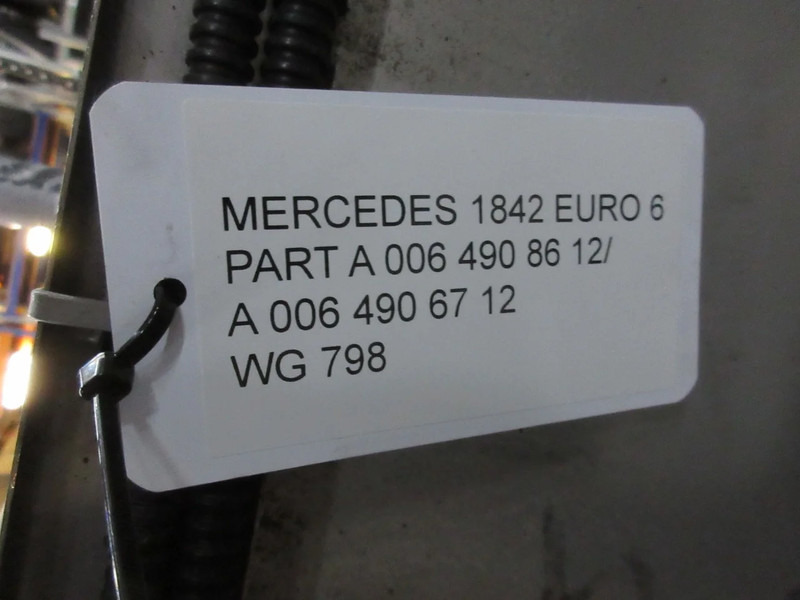 MERCEDES 1842 EURO 6
PART A 006 490 86 12/
A 006 490 67 12
WG 798